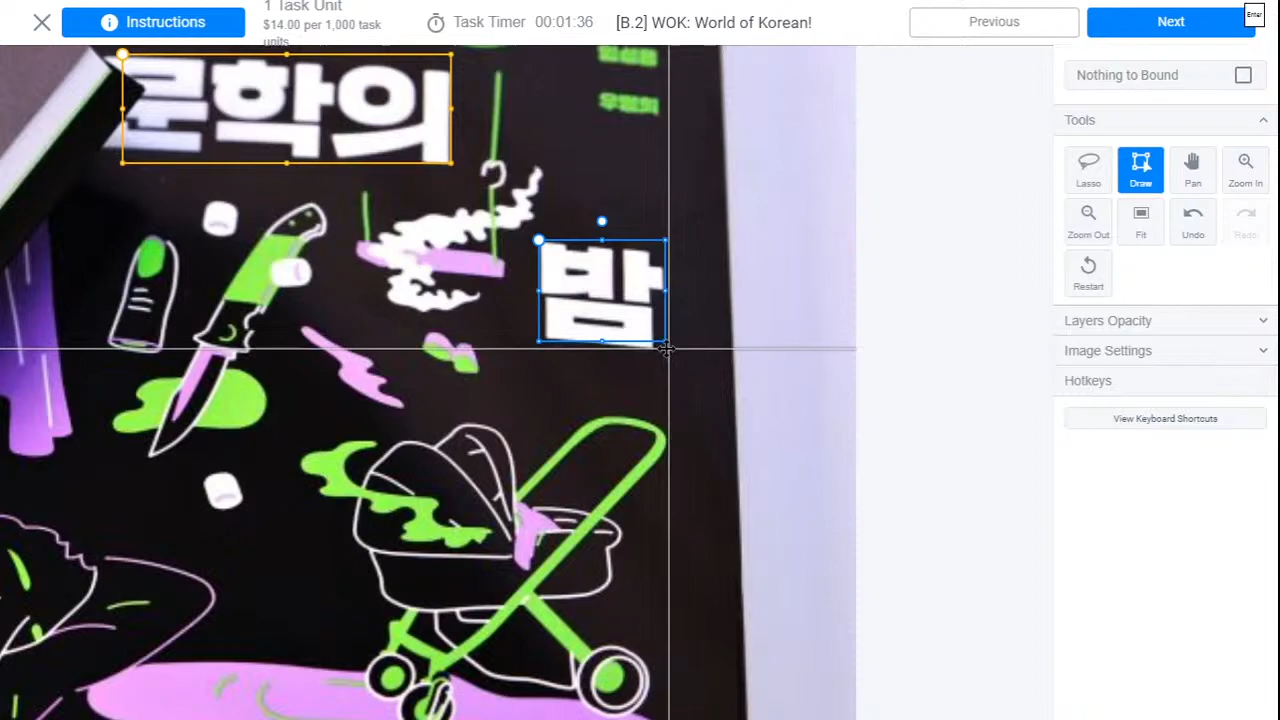 1 Task Unit
Instructions
$14.00 per 1,000 task units
Task Timer 00:01:36
[B.2] WOK: World of Korean!
Previous
Next
Enter
Nothing to Bound
Tools
Lasso
Draw
Pan
Zoom In
Zoom Out
Fit
Undo
Redo
Restart
Layers Opacity
Image Settings
Hotkeys
View Keyboard Shortcuts
학의
밤